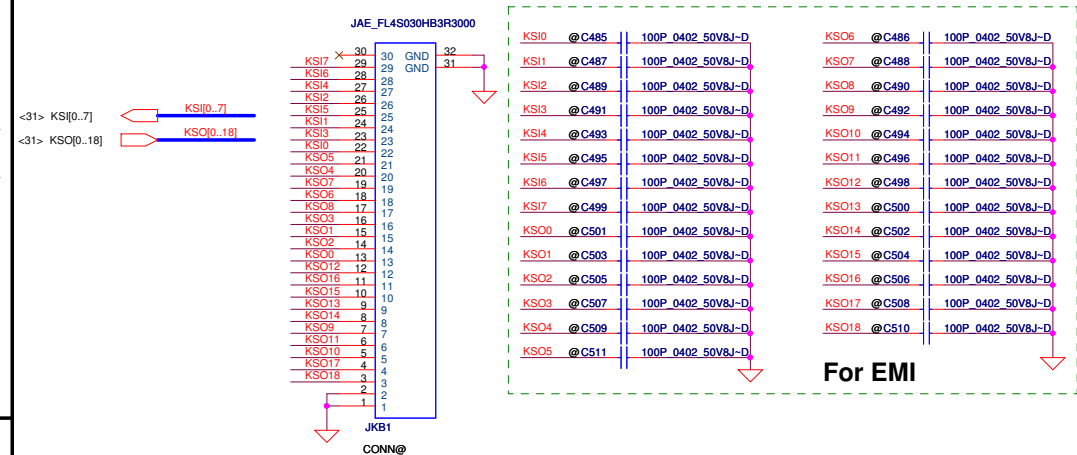 JAE_FL4S030HB3R3000
30 30 GND 32
KSI7 29 29 GND 31
KSI6 28 28
KSI4 27 27
KSI2 26 26
KSI5 25 25
KSI1 24 24
KSI3 23 23
KSI0 22 22
KSO5 21 21
KSO4 20 20
KSO7 19 19
KSO6 18 18
KSO8 17 17
KSO3 16 16
KSO1 15 15
KSO2 14 14
KSO0 13 13
KSO12 12 12
KSO16 11 11
KSO15 10 10
KSO13 9 9
KSO14 8 8
KSO9 7 7
KSO11 6 6
KSO10 5 5
KSO17 4 4
KSO18 3 3
2 2
1 1
JKB1
CONN@
<31> KSI[0..7] KSI[0..7]
<31> KSO[0..18] KSO[0..18]
KSI0 @C485 100P_0402_50V8J~D
KSI1 @C487 100P_0402_50V8J~D
KSI2 @C489 100P_0402_50V8J~D
KSI3 @C491 100P_0402_50V8J~D
KSI4 @C493 100P_0402_50V8J~D
KSI5 @C495 100P_0402_50V8J~D
KSI6 @C497 100P_0402_50V8J~D
KSI7 @C499 100P_0402_50V8J~D
KSO0 @C501 100P_0402_50V8J~D
KSO1 @C503 100P_0402_50V8J~D
KSO2 @C505 100P_0402_50V8J~D
KSO3 @C507 100P_0402_50V8J~D
KSO4 @C509 100P_0402_50V8J~D
KSO5 @C511 100P_0402_50V8J~D
KSO6 @C486 100P_0402_50V8J~D
KSO7 @C488 100P_0402_50V8J~D
KSO8 @C490 100P_0402_50V8J~D
KSO9 @C492 100P_0402_50V8J~D
KSO10 @C494 100P_0402_50V8J~D
KSO11 @C496 100P_0402_50V8J~D
KSO12 @C498 100P_0402_50V8J~D
KSO13 @C500 100P_0402_50V8J~D
KSO14 @C502 100P_0402_50V8J~D
KSO15 @C504 100P_0402_50V8J~D
KSO16 @C506 100P_0402_50V8J~D
KSO17 @C508 100P_0402_50V8J~D
KSO18 @C510 100P_0402_50V8J~D
For EMI